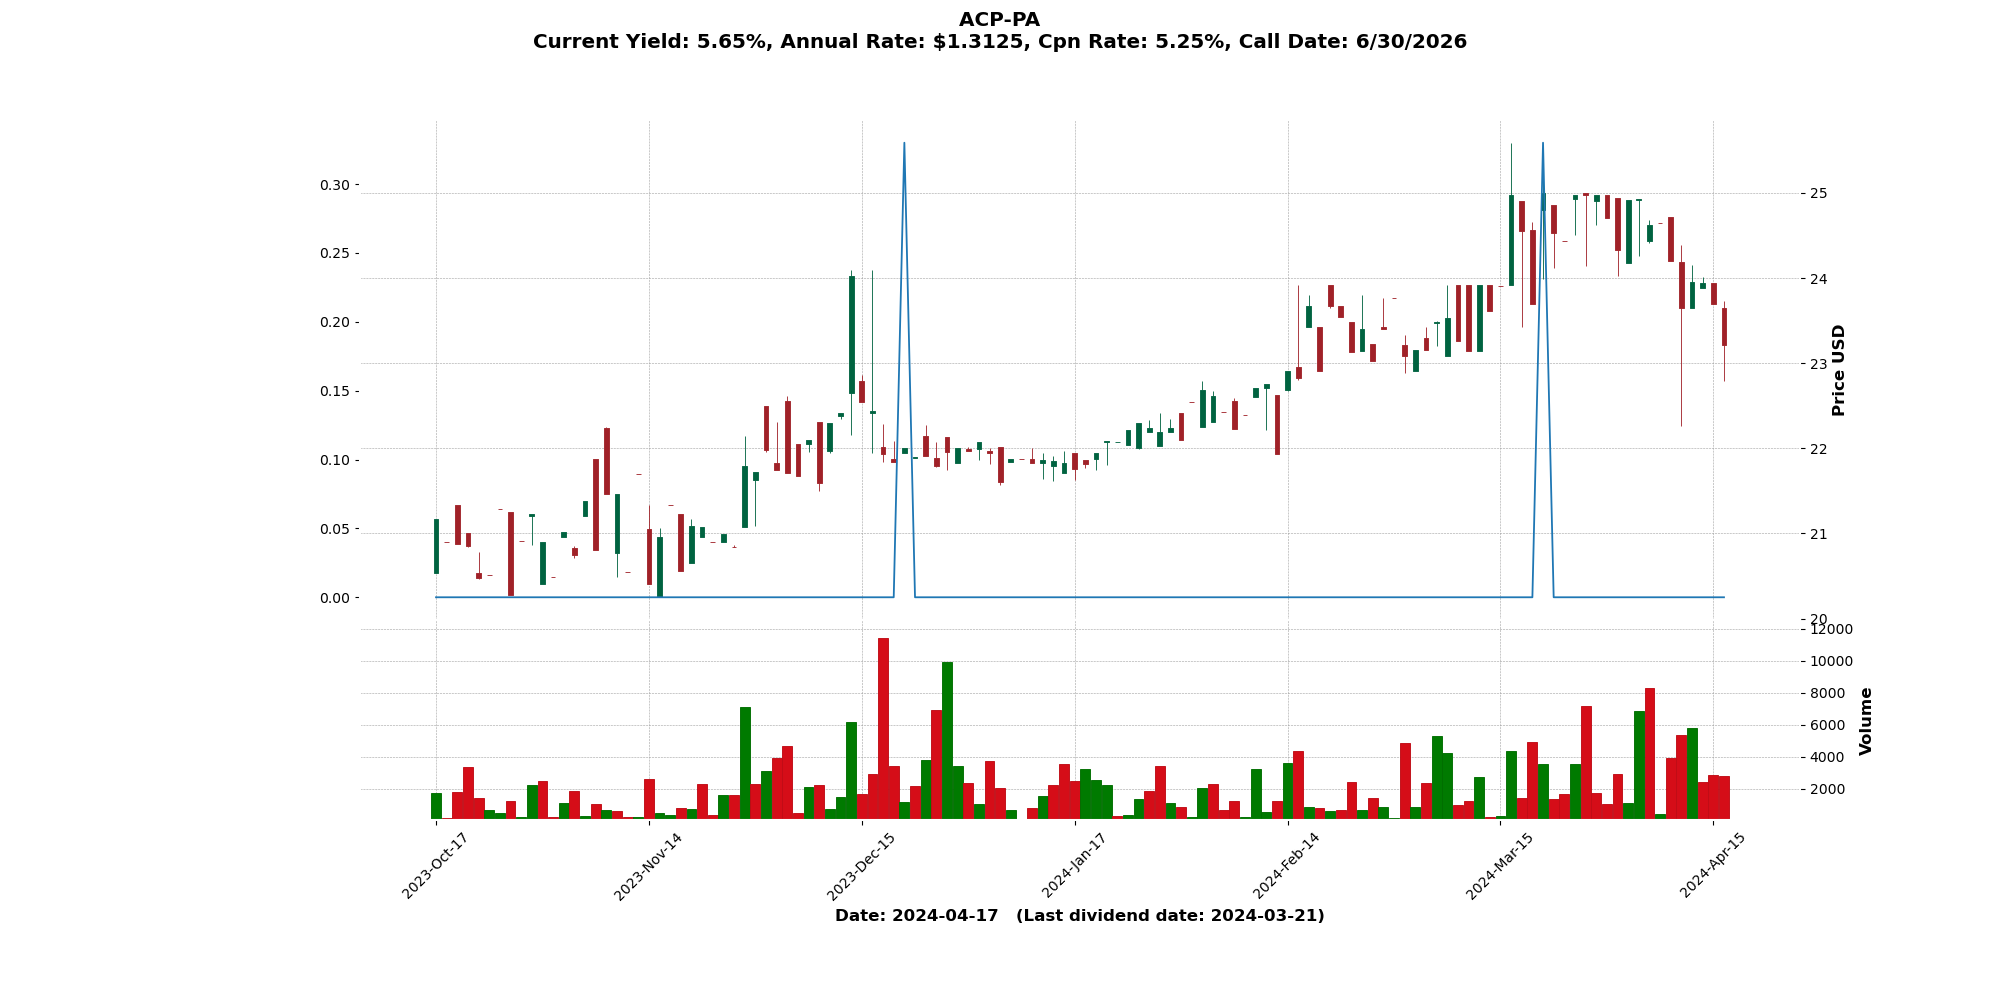 ACP-PA
Current Yield: 5.65%, Annual Rate: $1.3125, Cpn Rate: 5.25%, Call Date: 6/30/2026
0.30
0.25
0.20
0.15
0.10
0.05
0.00
25
24
23
22
21
20
Price USD
12000
10000
8000
6000
4000
2000
Volume
2023-Oct-17
2023-Nov-14
2023-Dec-15
2024-Jan-17
2024-Feb-14
2024-Mar-15
2024-Apr-15
Date: 2024-04-17   (Last dividend date: 2024-03-21)